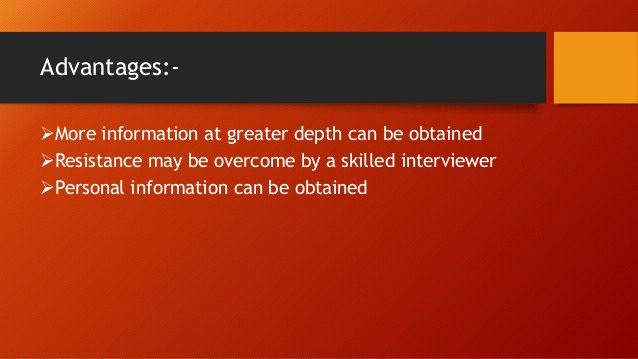 Advantages:-
➢More information at greater depth can be obtained
➢Resistance may be overcome by a skilled interviewer
➢Personal information can be obtained